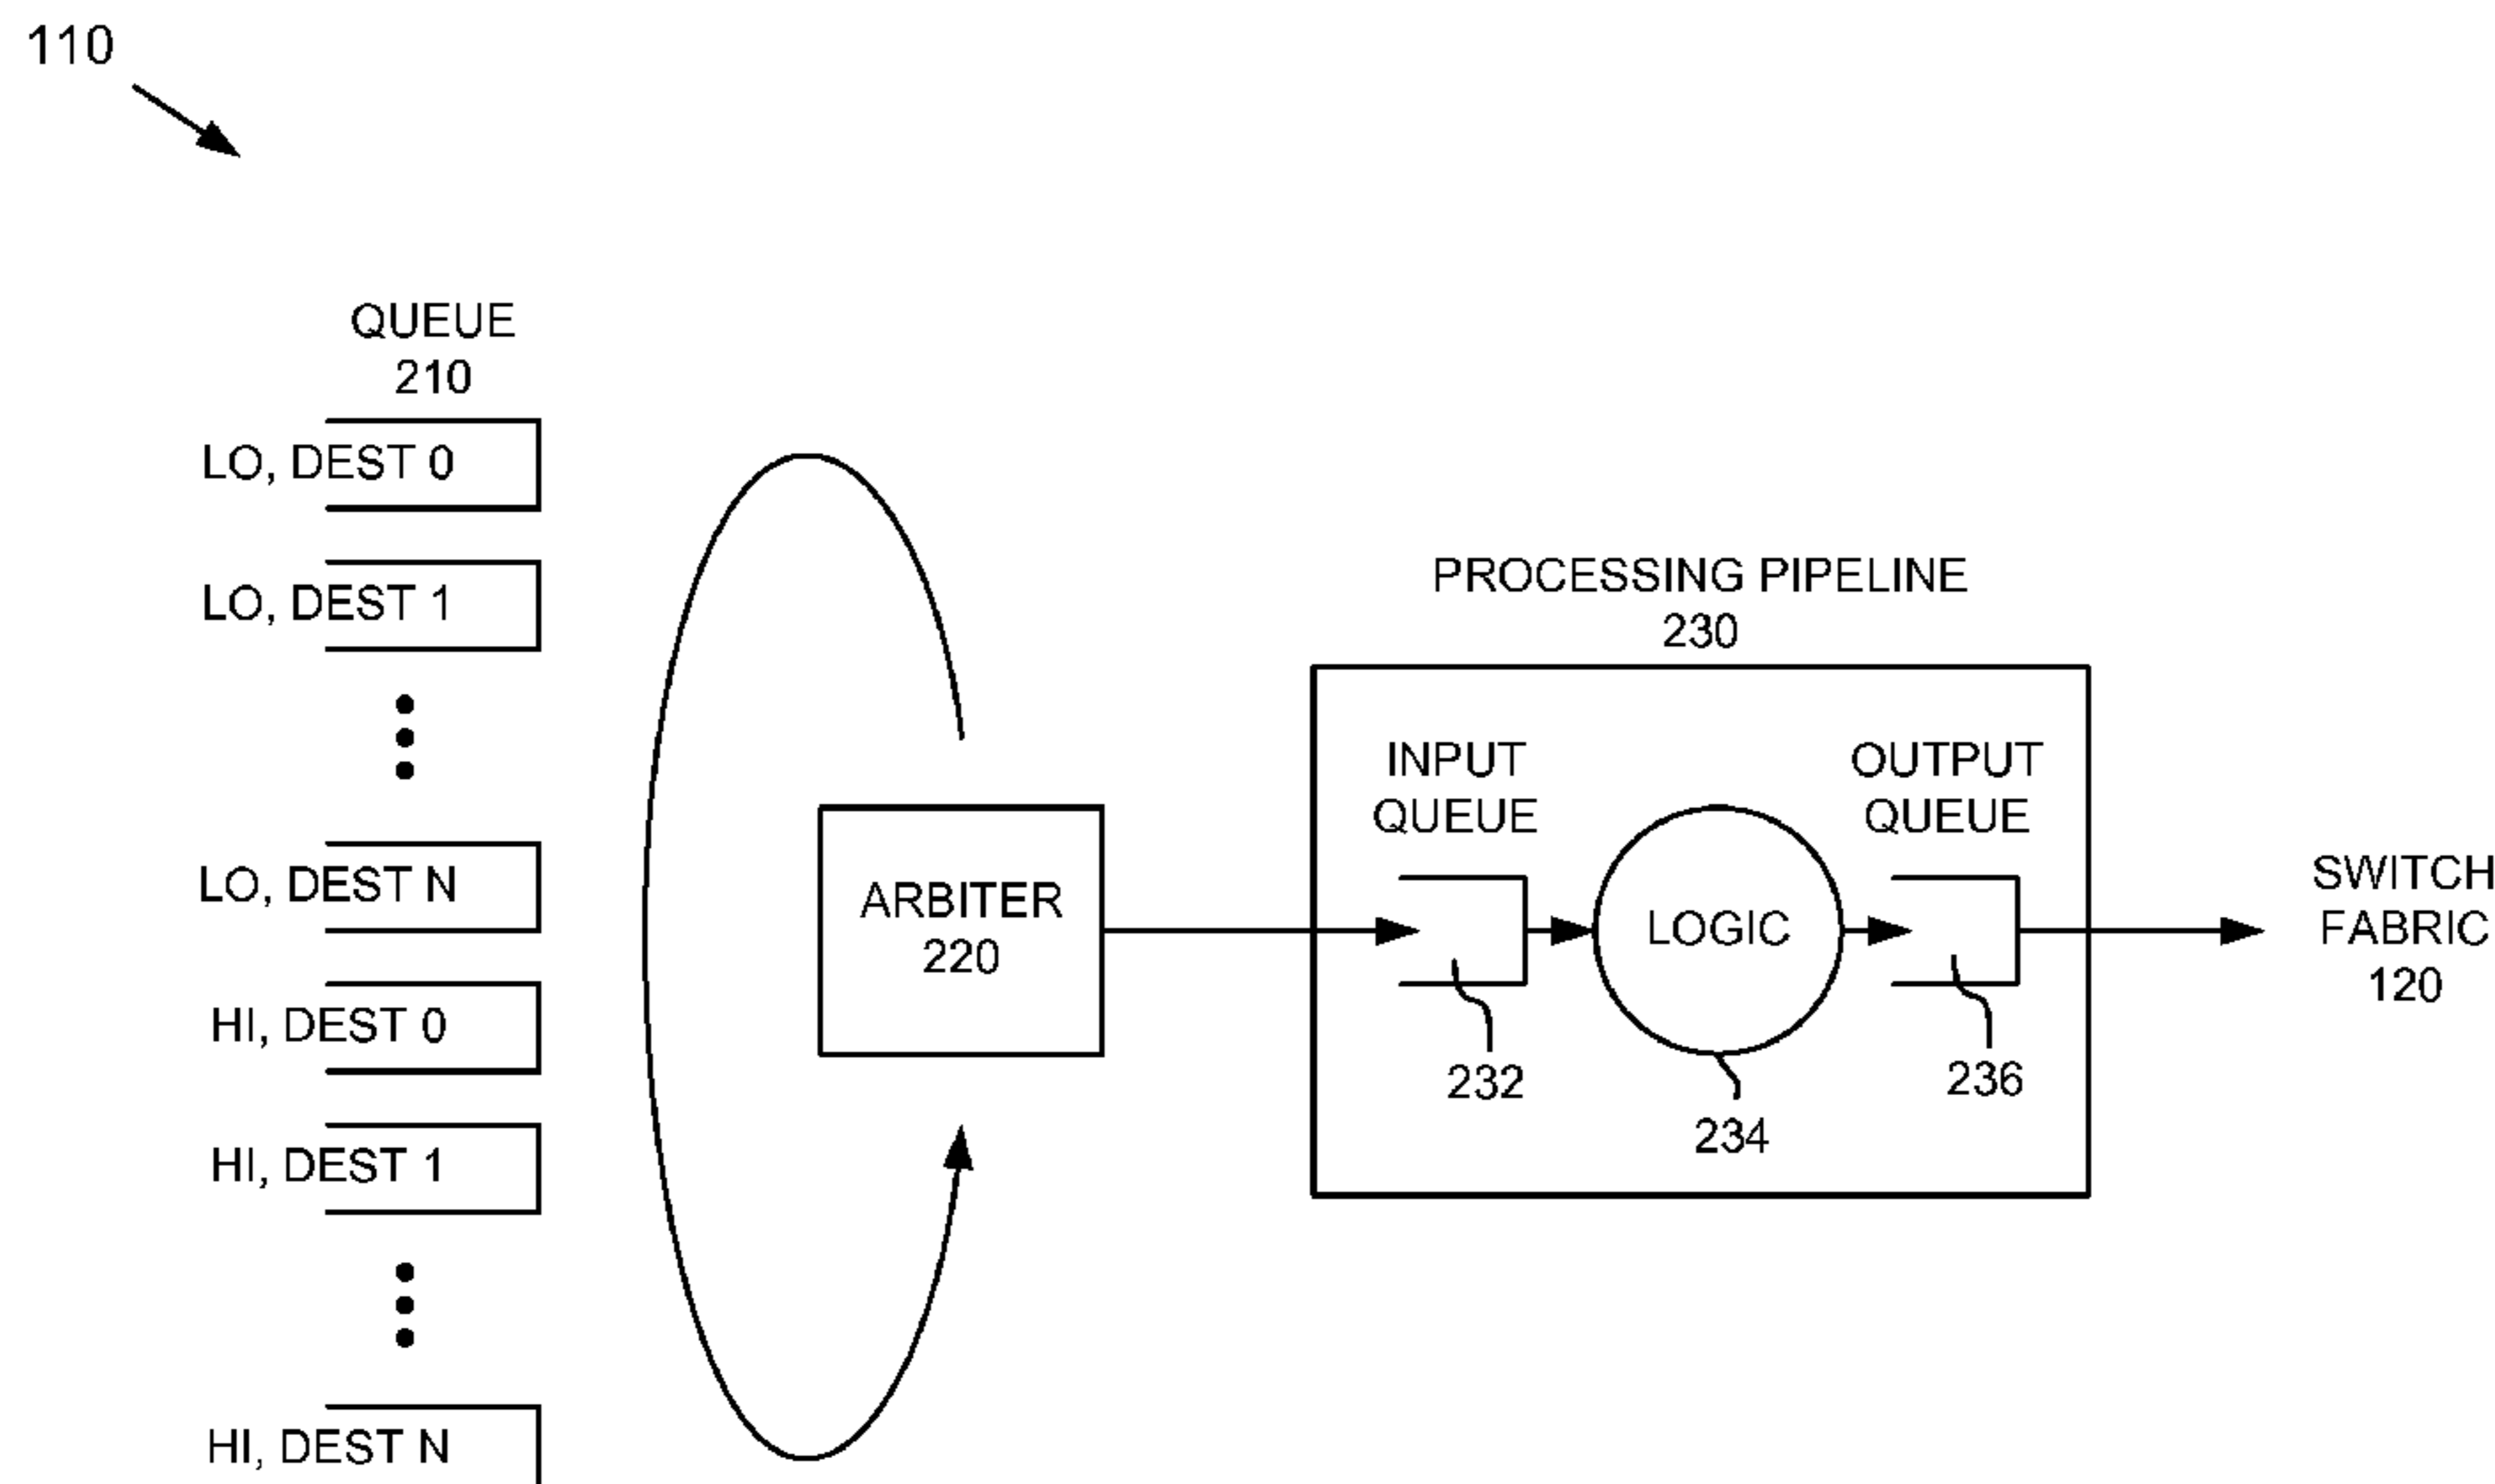 110
QUEUE
210
LO, DEST 0
LO, DEST 1
LO, DEST N
HI, DEST 0
HI, DEST 1
HI, DEST N
ARBITER
220
PROCESSING PIPELINE
230
INPUT
QUEUE
232
LOGIC
234
OUTPUT
QUEUE
236
SWITCH
FABRIC
120